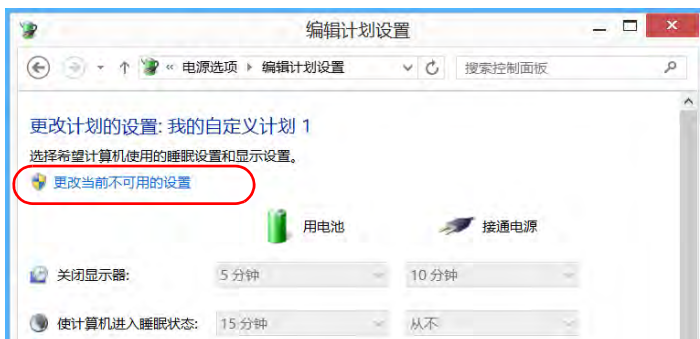 编辑计划设置
« 电源选项 ▸ 编辑计划设置 搜索控制面板
更改计划的设置: 我的自定义计划 1
选择希望计算机使用的睡眠设置和显示设置。
更改当前不可用的设置
用电池 接通电源
关闭显示器: 5 分钟 10 分钟
使计算机进入睡眠状态: 15 分钟 从不